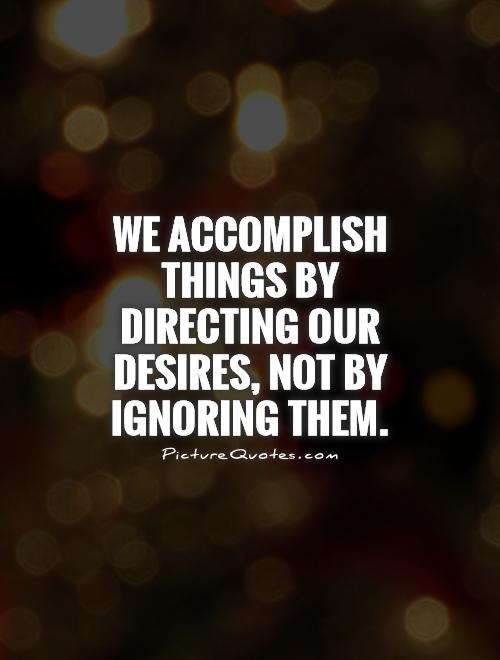 WE ACCOMPLISH
THINGS BY
DIRECTING OUR
DESIRES, NOT BY
IGNORING THEM.
PictureQuotes.com